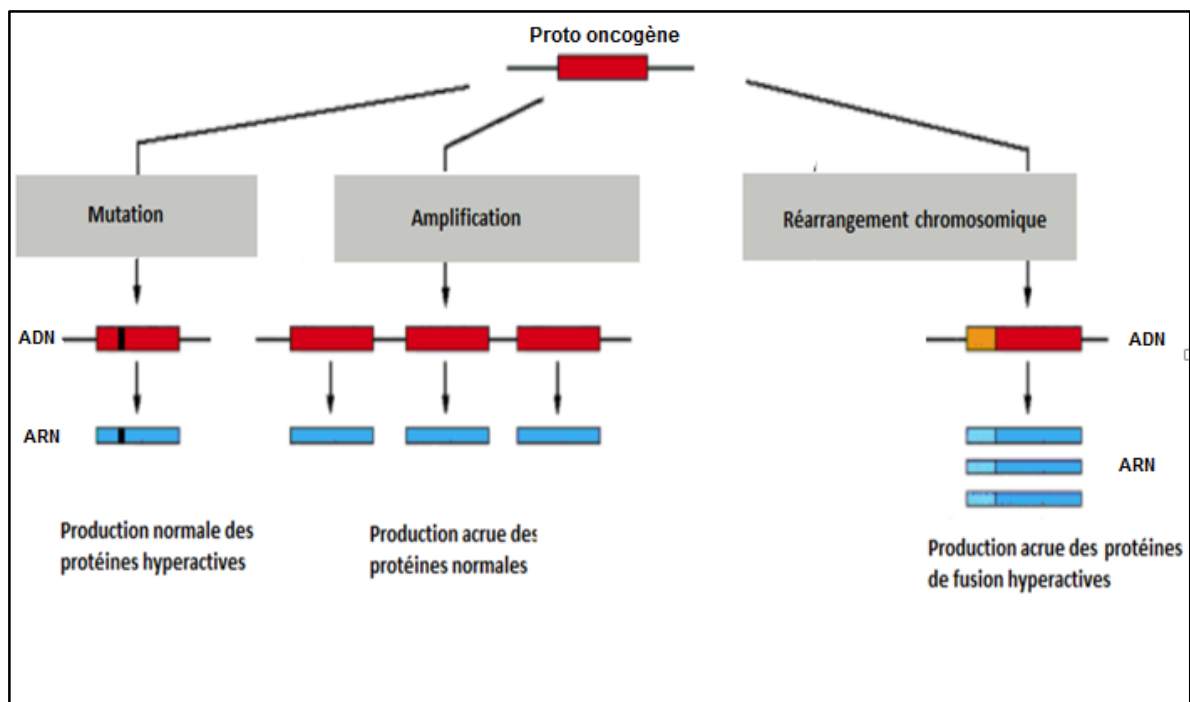 Proto oncogène
Mutation
Amplification
Réarrangement chromosomique
ADN
ADN
ARN
ARN
Production normale des
protéines hyperactives
Production acrue des
protéines normales
Production acrue des protéines
de fusion hyperactives